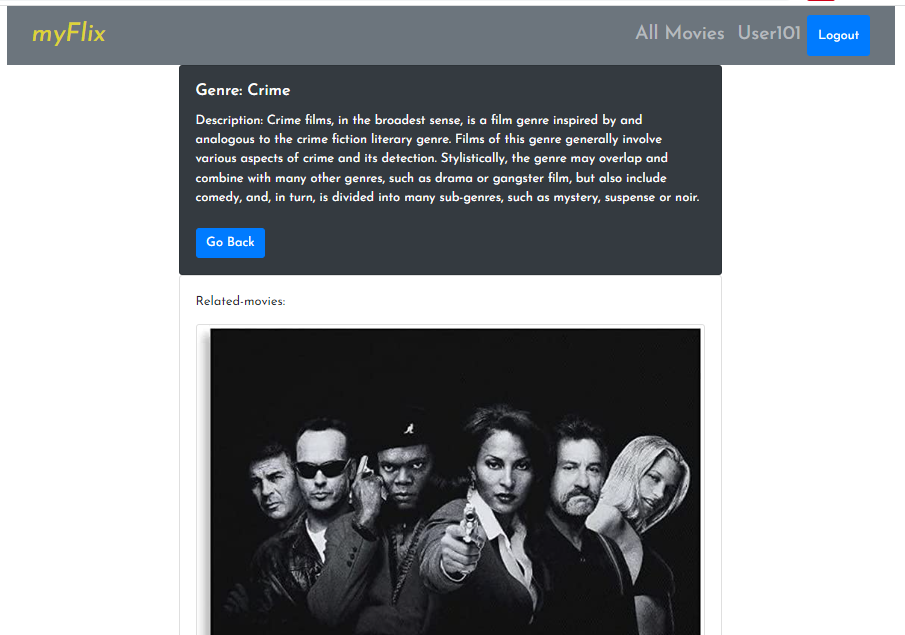 myFlix
All Movies User101 Logout
Genre: Crime
Description: Crime films, in the broadest sense, is a film genre inspired by and
analogous to the crime fiction literary genre. Films of this genre generally involve
various aspects of crime and its detection. Stylistically, the genre may overlap and
combine with many other genres, such as drama or gangster film, but also include
comedy, and, in turn, is divided into many sub-genres, such as mystery, suspense or noir.
Go Back
Related-movies: